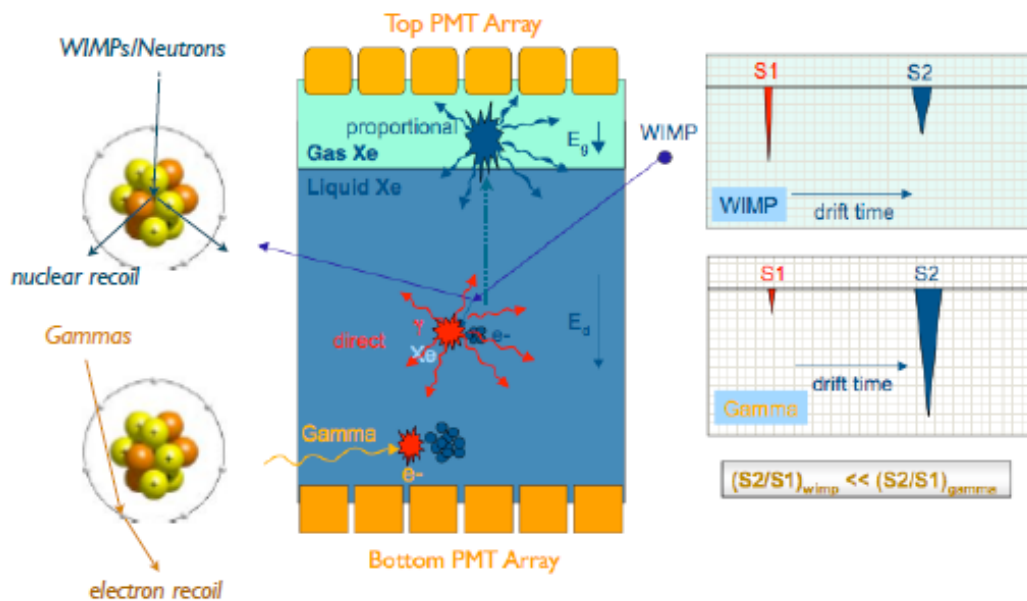 Top PMT Array
WIMPs/Neutrons
nuclear recoil
Gammas
electron recoil
proportional
Gas Xe
Eg
Liquid Xe
WIMP
direct
γ
Xe
e-
Ed
Gamma
e-
Bottom PMT Array
S1 S2
WIMP drift time
S1 S2
drift time
Gamma
(S2/S1)wimp << (S2/S1)gamma
+